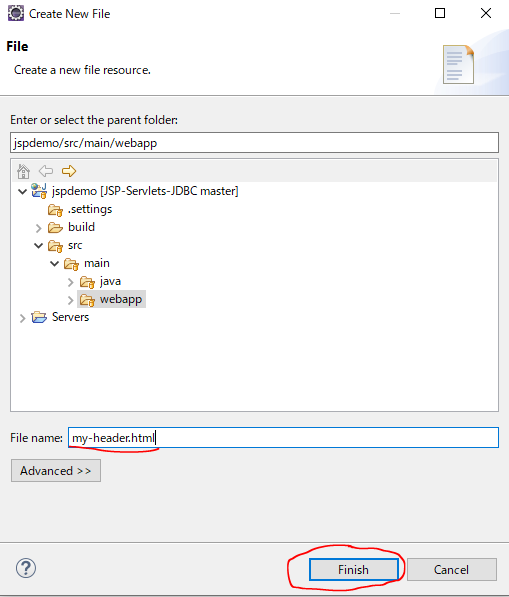 Create New File
File
Create a new file resource.
Enter or select the parent folder:
jspdemo/src/main/webapp
jspdemo [JSP-Servlets-JDBC master]
.settings
build
src
main
java
webapp
Servers
File name: my-header.html
Advanced >>
? Finish Cancel